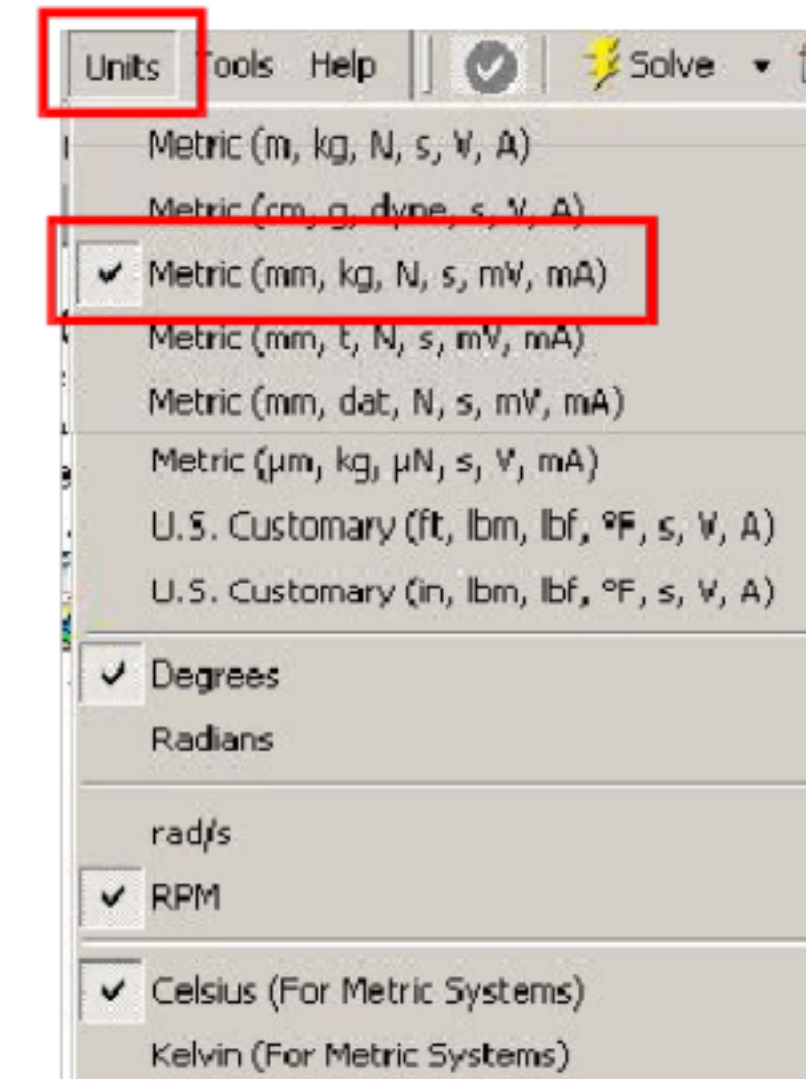 Units Tools Help Solve
Metric (m, kg, N, s, V, A)
Metric (cm, g, dyne, s, V, A)
Metric (mm, kg, N, s, mV, mA)
Metric (mm, t, N, s, mV, mA)
Metric (mm, dat, N, s, mV, mA)
Metric (µm, kg, µN, s, V, mA)
U.S. Customary (ft, lbm, lbf, °F, s, V, A)
U.S. Customary (in, lbm, lbf, °F, s, V, A)
Degrees
Radians
rad/s
RPM
Celsius (For Metric Systems)
Kelvin (For Metric Systems)